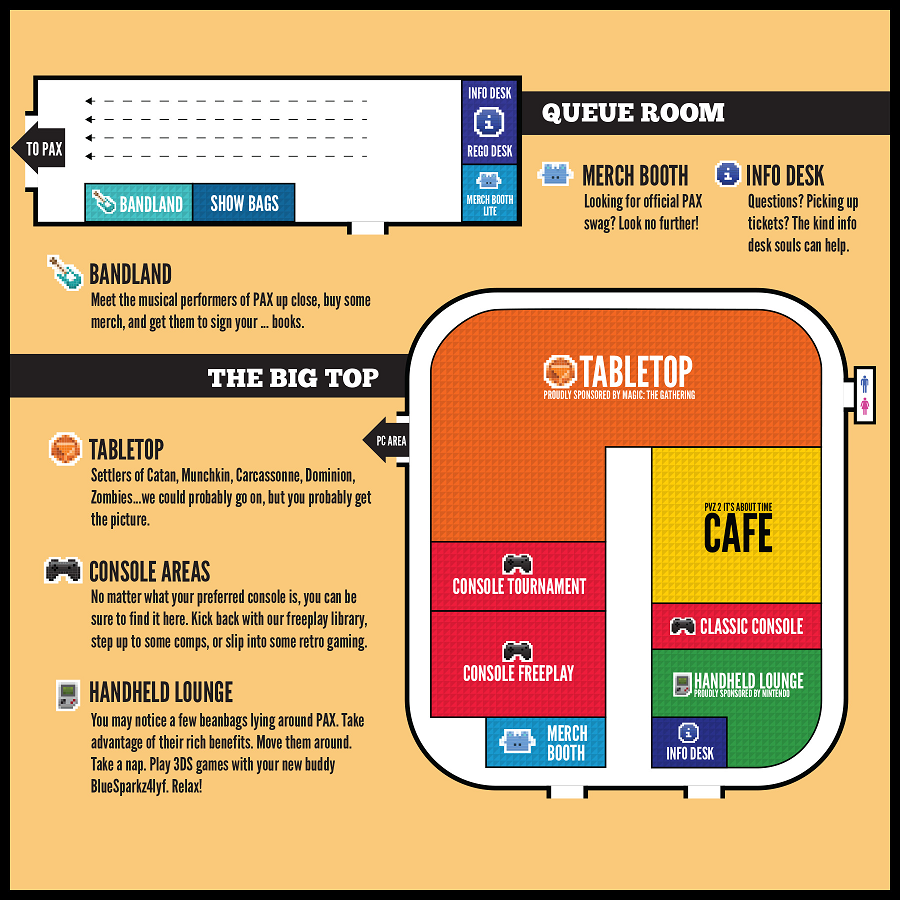 INFO DESK
REGO DESK
TO PAX
BANDLAND
SHOW BAGS
MERCH BOOTH
LITE
QUEUE ROOM
MERCH BOOTH
Looking for official PAX
swag? Look no further!
INFO DESK
Questions? Picking up
tickets? The kind info
desk souls can help.
BANDLAND
Meet the musical performers of PAX up close, buy some
merch, and get them to sign your ... books.
THE BIG TOP
TABLETOP
Settlers of Catan, Munchkin, Carcassonne, Dominion,
Zombies...we could probably go on, but you probably get
the picture.
CONSOLE AREAS
No matter what your preferred console is, you can be
sure to find it here. Kick back with our freeplay library,
step up to some comps, or slip into some retro gaming.
HANDHELD LOUNGE
You may notice a few beanbags lying around PAX. Take
advantage of their rich benefits. Move them around.
Take a nap. Play 3DS games with your new buddy
BlueSparkz4lyf. Relax!
TABLETOP
PROUDLY SPONSORED BY MAGIC: THE GATHERING
PC AREA
PVZ 2 IT'S ABOUT TIME
CAFE
CONSOLE TOURNAMENT
CLASSIC CONSOLE
CONSOLE FREEPLAY
HANDHELD LOUNGE
PROUDLY SPONSORED BY NINTENDO
MERCH
BOOTH
INFO DESK